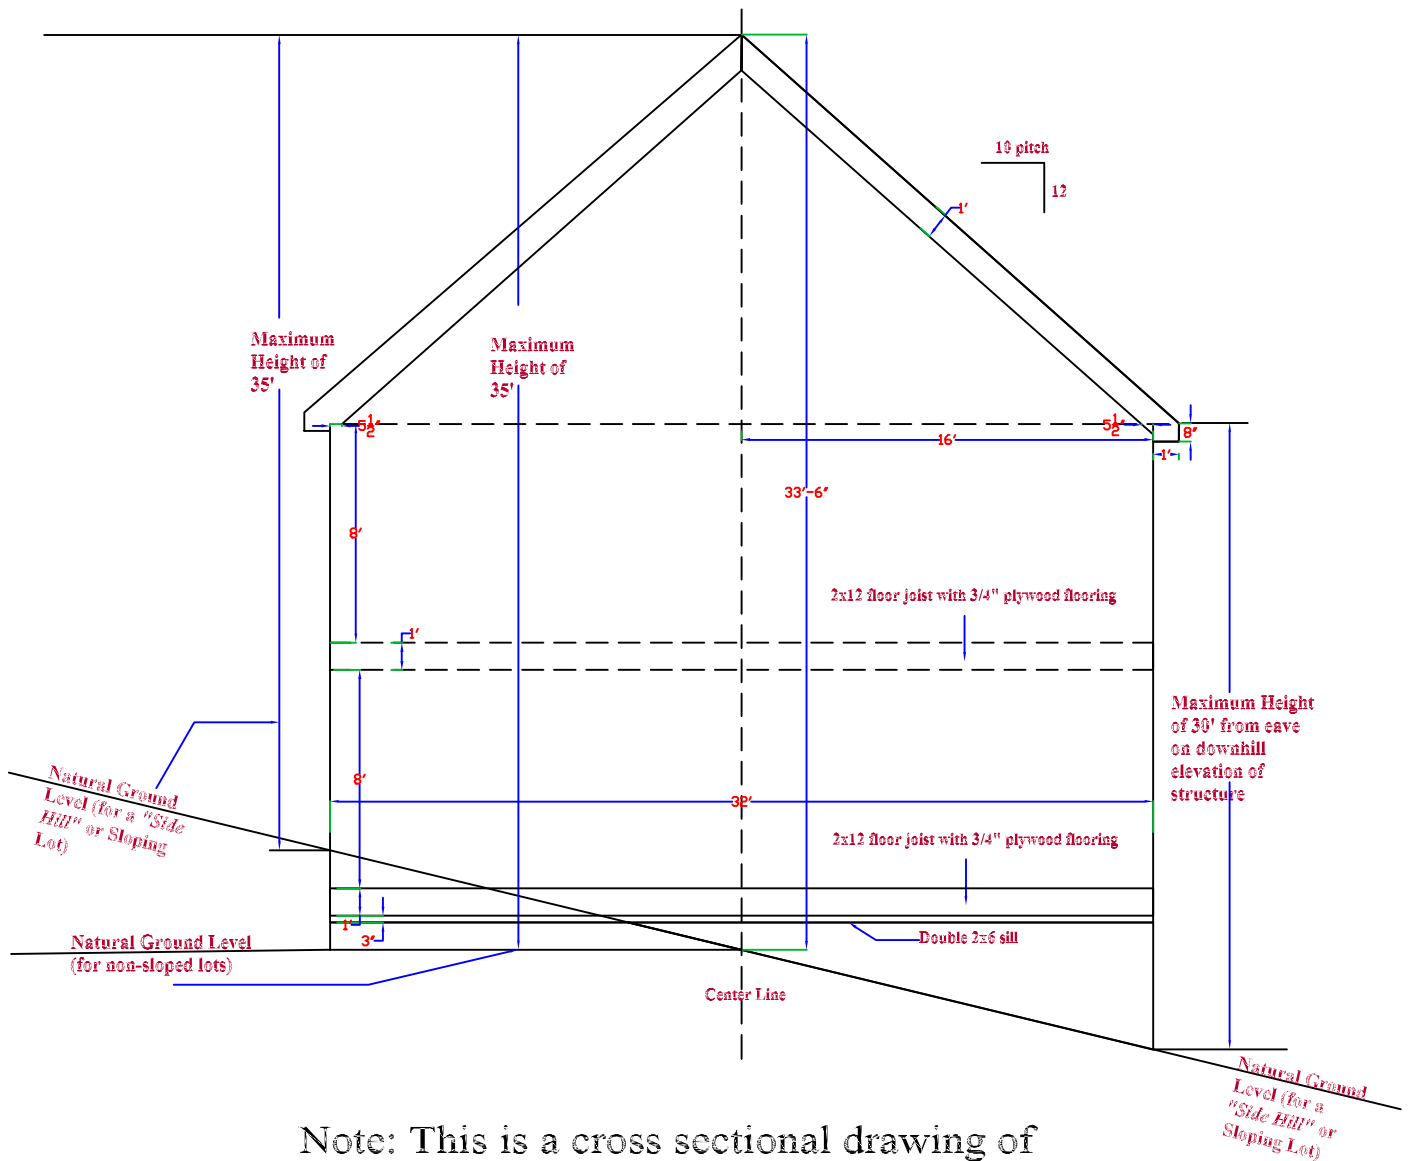 10 pitch
12
1'
Maximum
Height of
35'
Maximum
Height of
35'
5 1/2"
5 1/2"
8"
16'
1'
33'-6"
8'
2x12 floor joist with 3/4" plywood flooring
1'
Maximum Height
of 30' from eave
on downhill
elevation of
structure
Natural Ground
Level (for a "Side
Hill" or Sloping
Lot)
8'
32'
2x12 floor joist with 3/4" plywood flooring
1'
3"
Double 2x6 sill
Natural Ground Level
(for non-sloped lots)
Center Line
Natural Ground
Level (for a
"Side Hill" or
Sloping Lot)
Note: This is a cross sectional drawing of